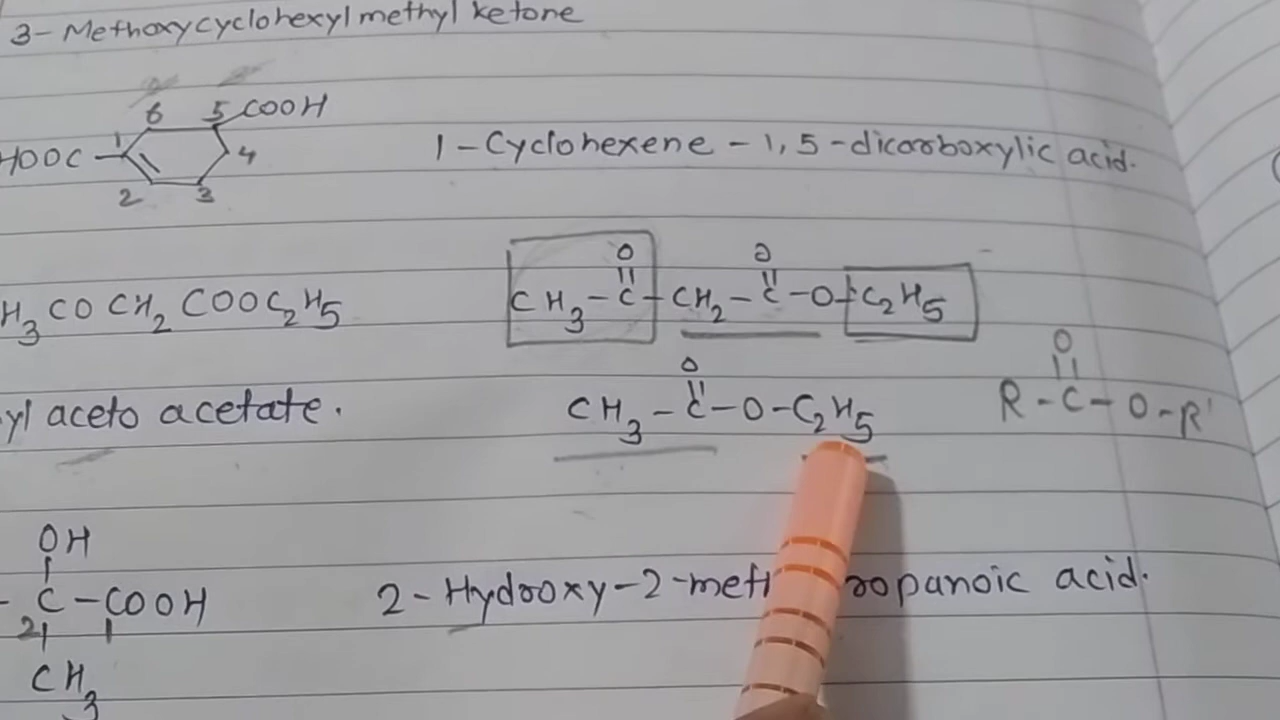 3-Methoxycyclohexyl methyl ketone
6 5 COOH
HOOC 1 4 1-Cyclohexene-1,5-dicarboxylic acid.
2 3
O O
H3COCH2COOC2H5 CH3-C-CH2-C-O-C2H5
O O
yl aceto acetate. CH3-C-O-C2H5 R-C-O-R'
OH
-C-COOH 2-Hydroxy-2-meth ropanoic acid.
2
CH3